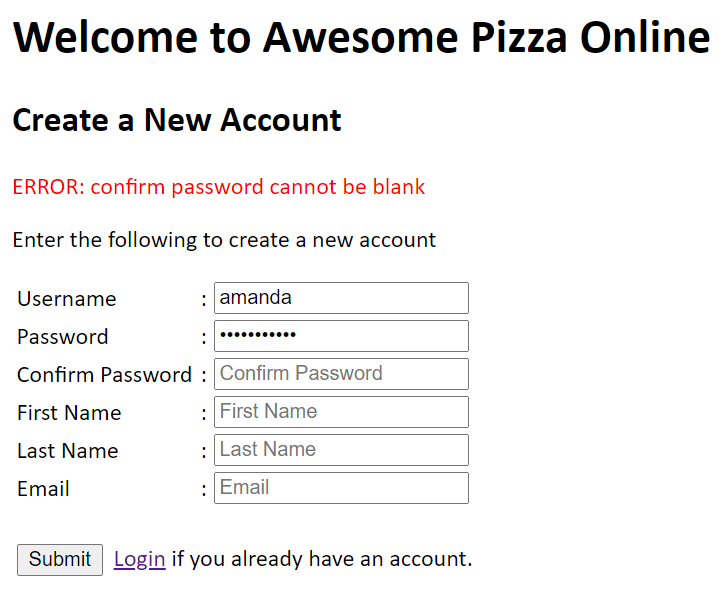 Welcome to Awesome Pizza Online
Create a New Account
ERROR: confirm password cannot be blank
Enter the following to create a new account
Username : amanda
Password : •••••••••••
Confirm Password : Confirm Password
First Name : First Name
Last Name : Last Name
Email : Email
Submit Login if you already have an account.